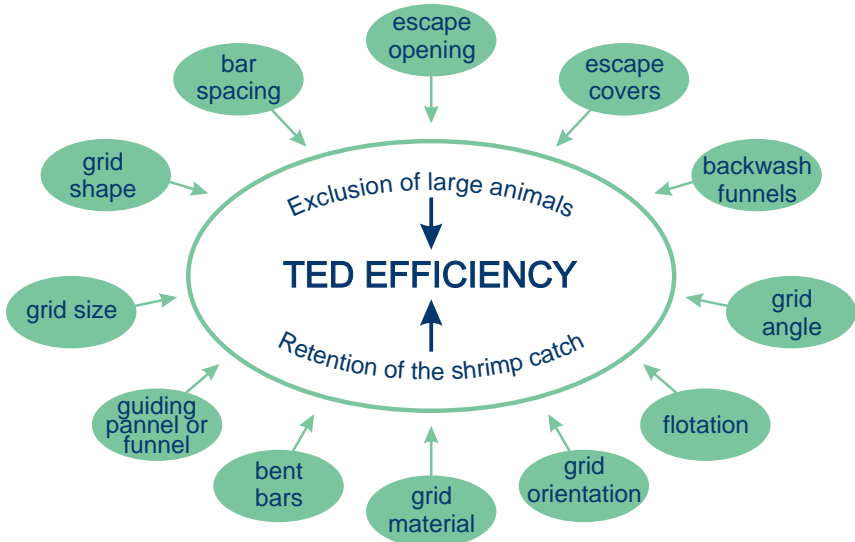 escape
opening
bar
spacing
escape
covers
grid
shape
backwash
funnels
Exclusion of large animals
TED EFFICIENCY
Retention of the shrimp catch
grid size
grid
angle
guiding
pannel or
funnel
flotation
bent
bars
grid
material
grid
orientation